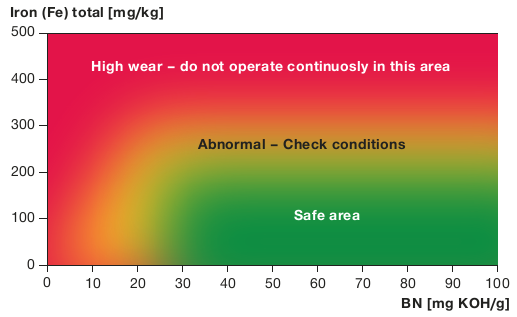 Iron (Fe) total [mg/kg]
500
High wear – do not operate continuosly in this area
400
300
Abnormal – Check conditions
200
Safe area
100
0
0 10 20 30 40 50 60 70 80 90 100
BN [mg KOH/g]